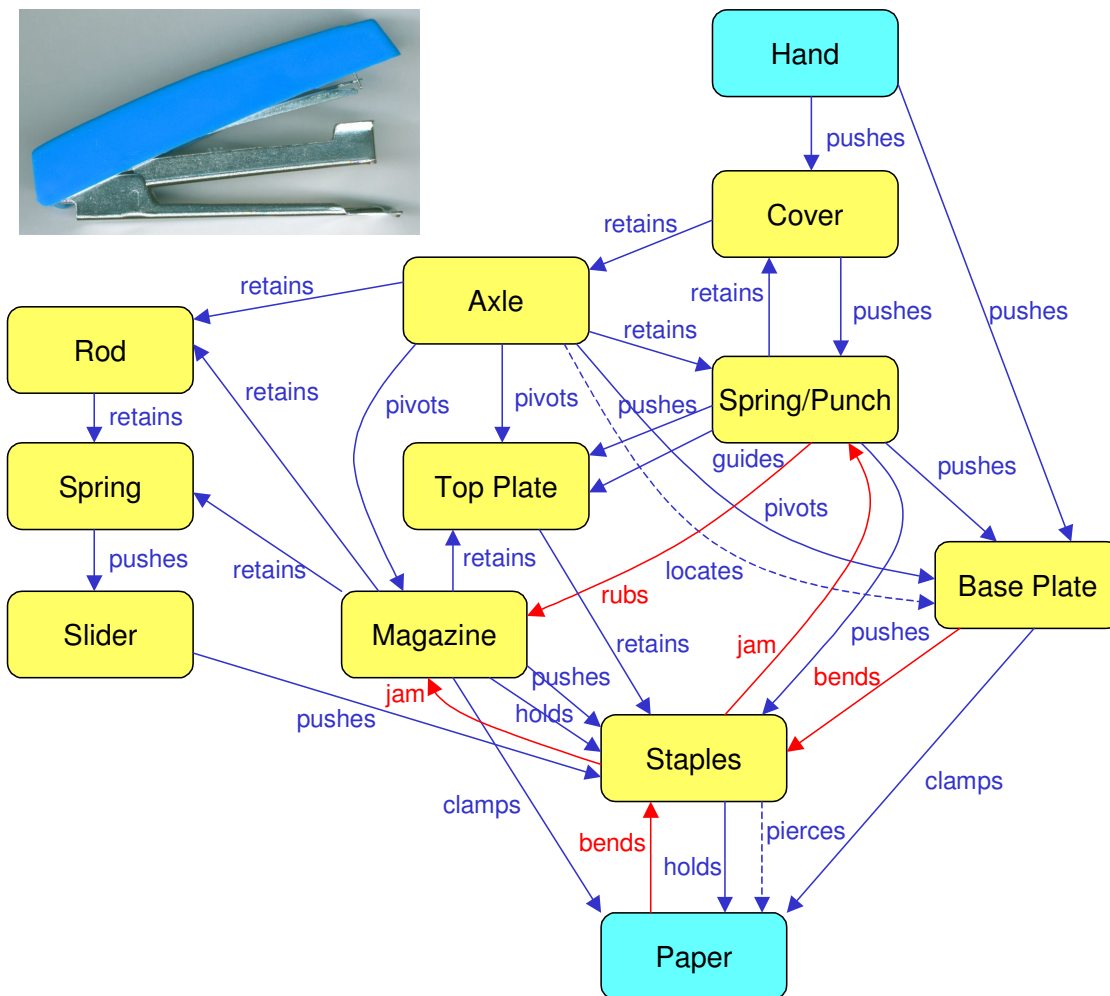 Hand
pushes
Cover
retains
retains
Axle
retains
pushes
pushes
Rod
retains
retains
pivots
pivots
pushes
Spring/Punch
retains
Spring
Top Plate
guides
pushes
pushes
retains
retains
locates
pivots
Base Plate
Slider
Magazine
rubs
retains
jam
pushes
bends
pushes
jam
pushes
holds
Staples
clamps
bends
holds
pierces
clamps
Paper